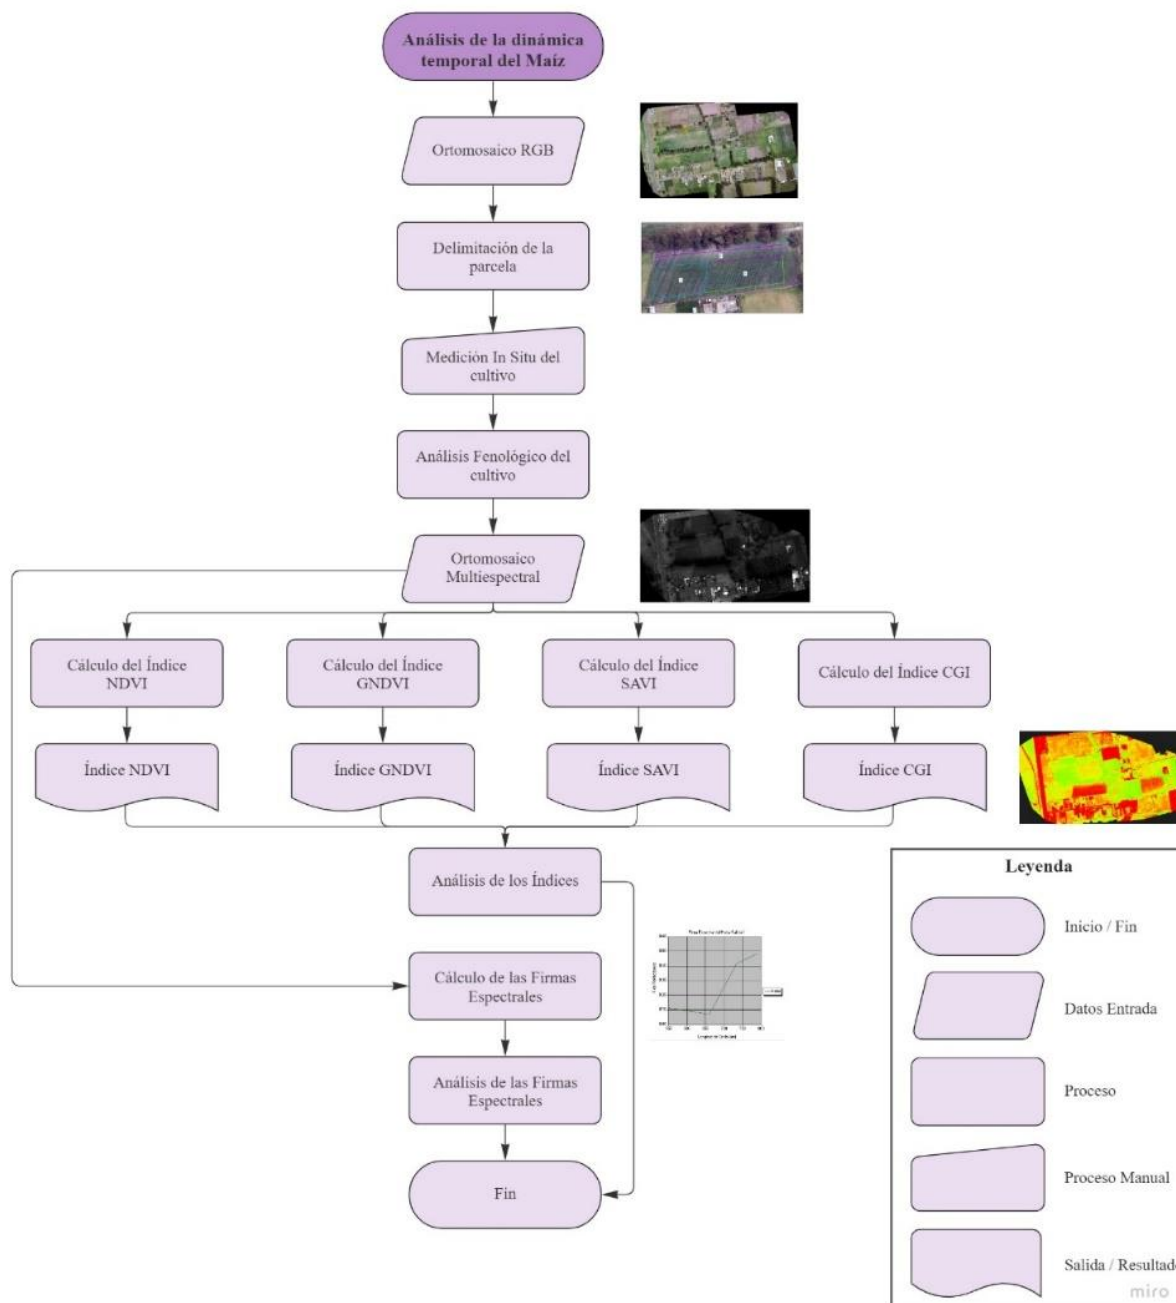 Análisis de la dinámica
temporal del Maíz
Ortomosaico RGB
Delimitación de la
parcela
Medición In Situ del
cultivo
Análisis Fenológico del
cultivo
Ortomosaico
Multiespectral
Cálculo del Índice
NDVI
Cálculo del Índice
GNDVI
Cálculo del Índice
SAVI
Cálculo del Índice CGI
Índice NDVI
Índice GNDVI
Índice SAVI
Índice CGI
Análisis de los Índices
Cálculo de las Firmas
Espectrales
Análisis de las Firmas
Espectrales
Fin
Leyenda
Inicio / Fin
Datos Entrada
Proceso
Proceso Manual
Salida / Resultado
miro